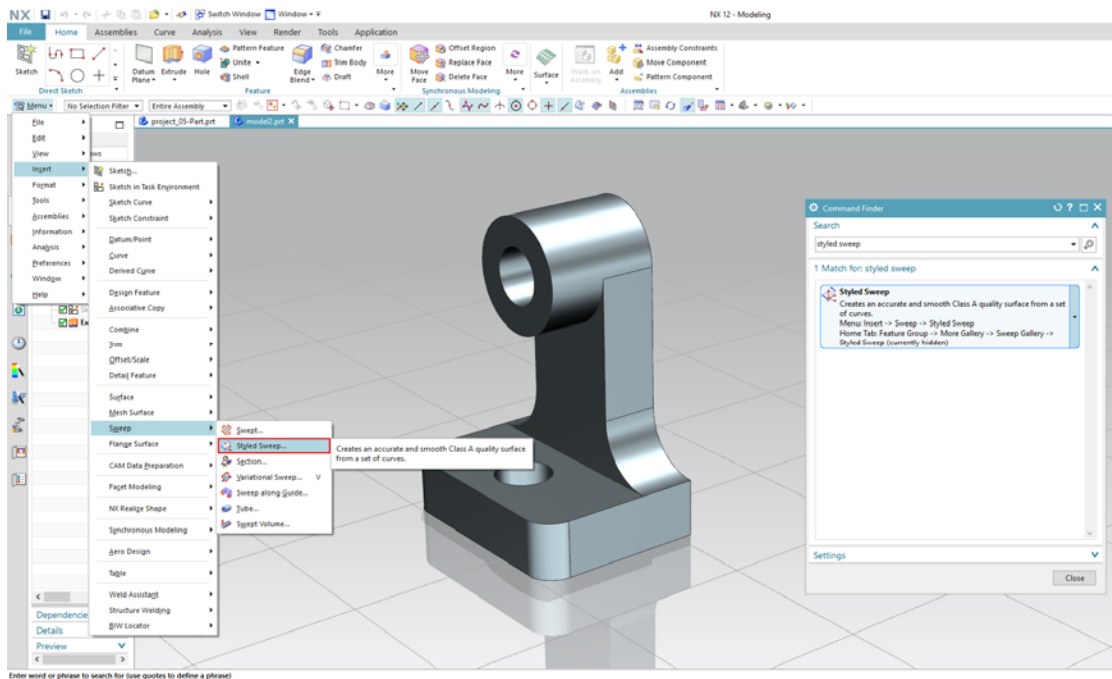 NX
Switch Window
Window
NX 12 - Modeling
File
Home
Assemblies
Curve
Analysis
View
Render
Tools
Application
Sketch
Direct Sketch
Datum Plane
Extrude
Hole
Pattern Feature
Unite
Shell
Edge Blend
Chamfer
Trim Body
Draft
More
Feature
Move Face
Offset Region
Replace Face
Delete Face
More
Synchronous Modeling
Surface
Work on Assembly
Add
Assembly Constraints
Move Component
Pattern Component
Assemblies
Menu
No Selection Filter
Entire Assembly
project_05-Part.prt
model2.prt
File
Edit
View
Insert
Format
Tools
Assemblies
Information
Analysis
Preferences
Window
Help
Sketch...
Sketch in Task Environment
Sketch Curve
Sketch Constraint
Datum/Point
Curve
Derived Curve
Design Feature
Associative Copy
Combine
Trim
Offset/Scale
Detail Feature
Surface
Mesh Surface
Sweep
Flange Surface
CAM Data Preparation
Facet Modeling
NX Realize Shape
Synchronous Modeling
Aero Design
Table
Weld Assistant
Structure Welding
BIW Locator
Swept...
Styled Sweep...
Section...
Variational Sweep... V
Sweep along Guide...
Tube...
Swept Volume...
Creates an accurate and smooth Class A quality surface
from a set of curves.
Command Finder
Search
styled sweep
1 Match for: styled sweep
Styled Sweep
Creates an accurate and smooth Class A quality surface from a set
of curves.
Menu: Insert -> Sweep -> Styled Sweep
Home Tab: Feature Group -> More Gallery -> Sweep Gallery ->
Styled Sweep (currently hidden)
Settings
Close
Dependencie
Details
Preview
Enter word or phrase to search for (use quotes to define a phrase)